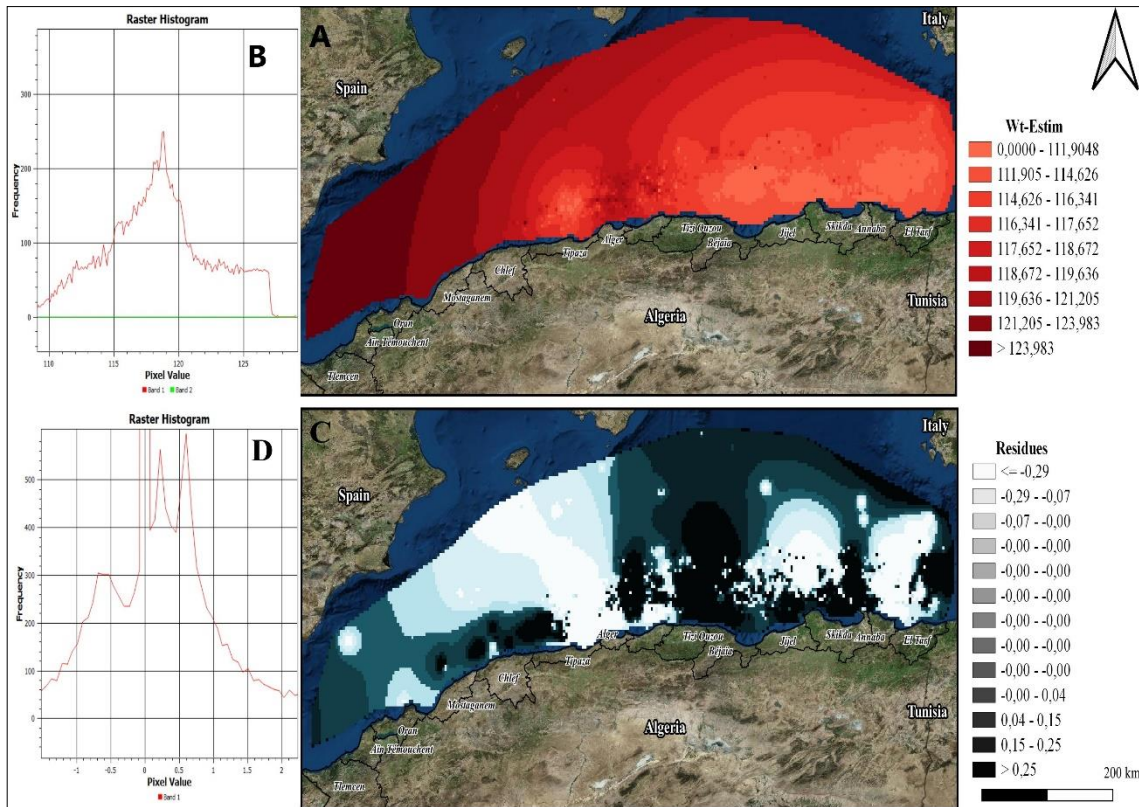 Raster Histogram
B
Frequency
300
200
100
0
110
115
120
125
Pixel Value
Band 1
Band 2
A
Spain
Italy
Tunisia
Algeria
Tlemcen
Ain Témouchent
Oran
Mostaganem
Chlef
Tipaza
Alger
Tizi Ouzou
Béjaia
Jijel
Skikda
Annaba
El Tarf
Wt-Estim
0,0000 - 111,9048
111,905 - 114,626
114,626 - 116,341
116,341 - 117,652
117,652 - 118,672
118,672 - 119,636
119,636 - 121,205
121,205 - 123,983
> 123,983
Raster Histogram
D
Frequency
500
400
300
200
100
0
-1
-0.5
0
0.5
1
1.5
2
Pixel Value
Band 1
C
Spain
Italy
Tunisia
Algeria
Tlemcen
Ain Témouchent
Oran
Mostaganem
Chlef
Tipaza
Alger
Tizi Ouzou
Béjaia
Jijel
Skikda
Annaba
El Tarf
Residues
<= -0,29
-0,29 - -0,07
-0,07 - -0,00
-0,00 - -0,00
-0,00 - -0,00
-0,00 - -0,00
-0,00 - -0,00
-0,00 - -0,00
-0,00 - -0,00
-0,00 - 0,04
0,04 - 0,15
0,15 - 0,25
> 0,25
200 km